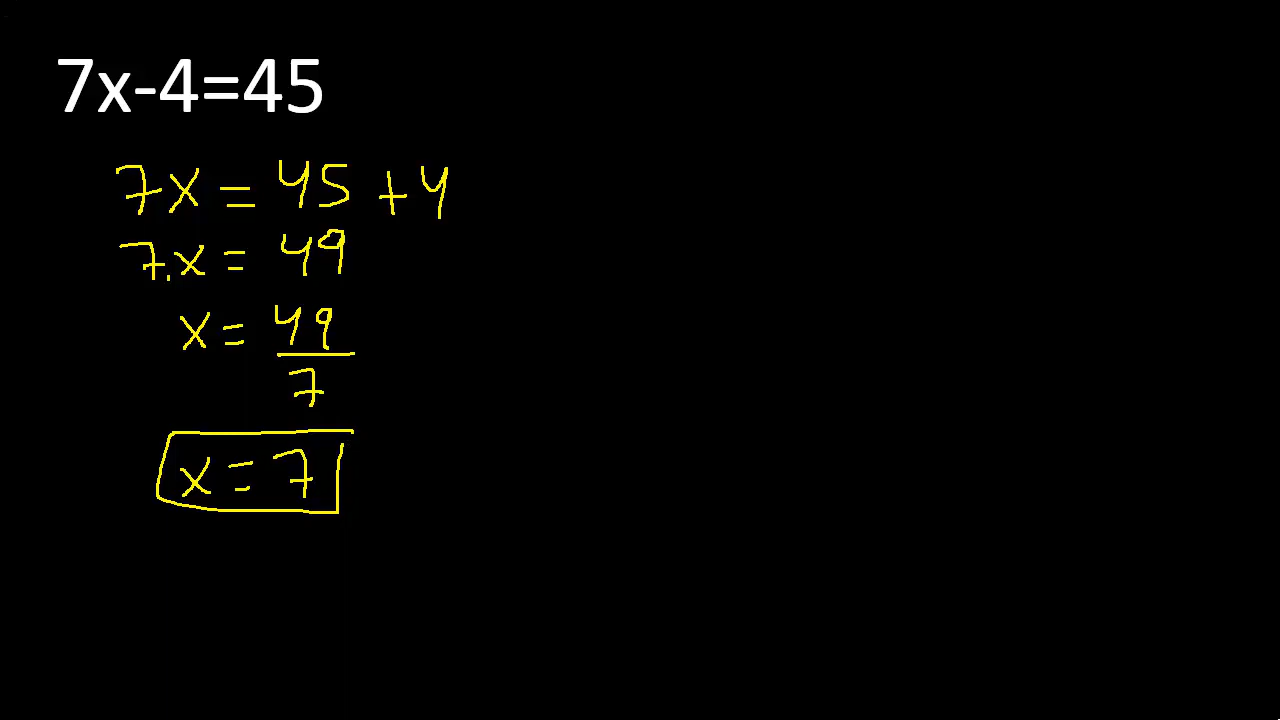 7x-4=45
7x = 45 + 4
7.x = 49
x = 49
7
x = 7